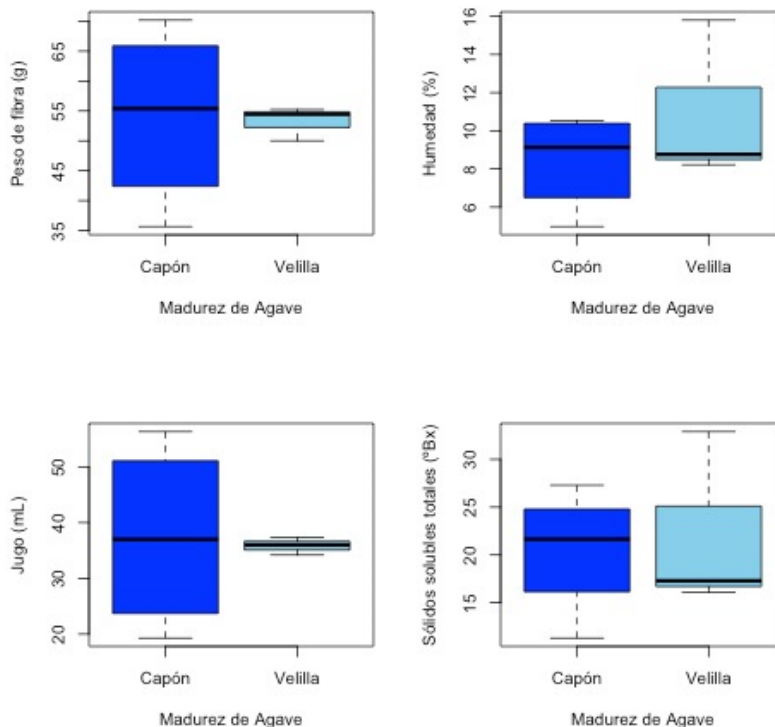 Peso de fibra (g)
65
55
45
35
Capón
Velilla
Madurez de Agave
Humedad (%)
16
14
12
10
8
6
Capón
Velilla
Madurez de Agave
Jugo (mL)
50
40
30
20
Capón
Velilla
Madurez de Agave
Sólidos solubles totales (ºBx)
30
25
20
15
Capón
Velilla
Madurez de Agave